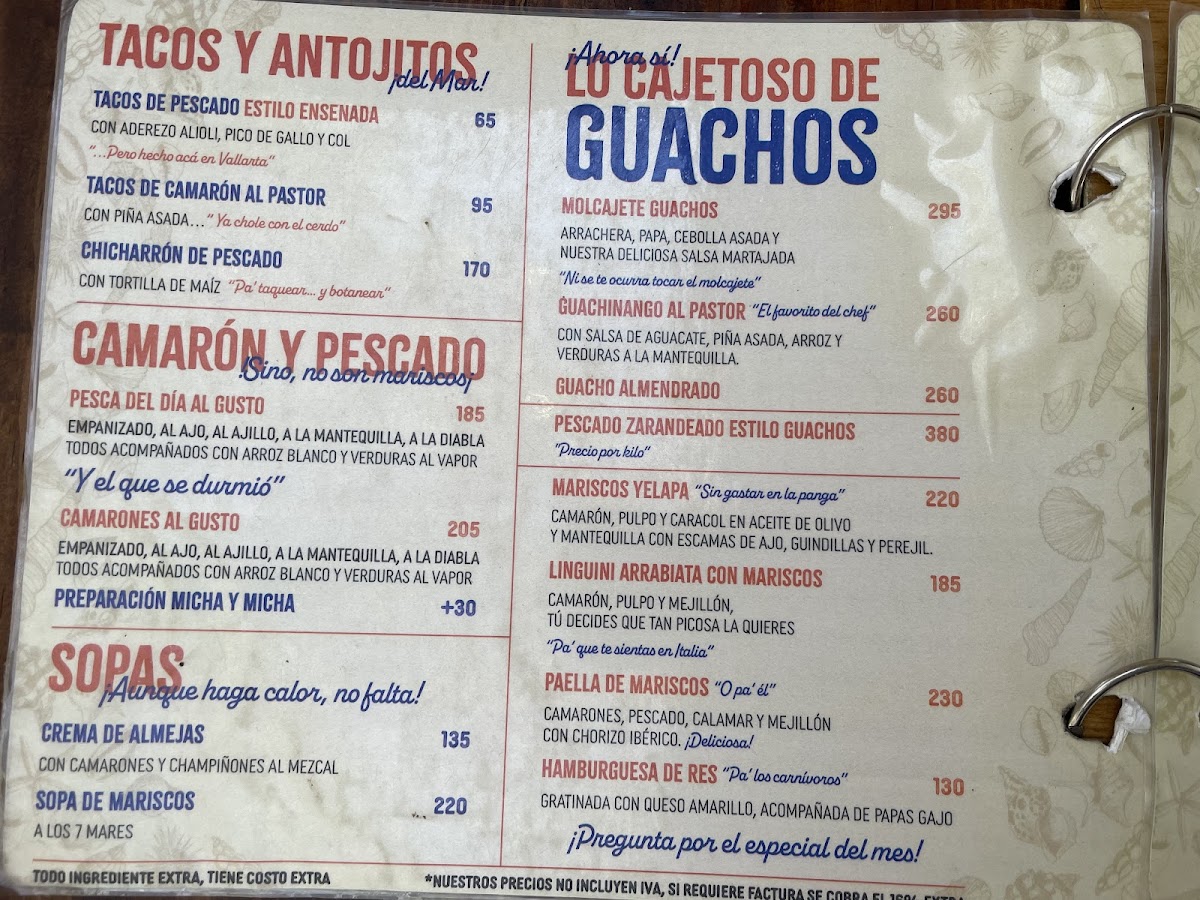 TACOS Y ANTOJITOS
¡del Mar!
TACOS DE PESCADO ESTILO ENSENADA 65
CON ADEREZO ALIOLI, PICO DE GALLO Y COL
"...Pero hecho acá en Vallarta"
TACOS DE CAMARÓN AL PASTOR 95
CON PIÑA ASADA... "Ya chole con el cerdo"
CHICHARRÓN DE PESCADO 170
CON TORTILLA DE MAÍZ "Pa' taquear... y botanear"
CAMARÓN Y PESCADO
!Sino, no son mariscos¡
PESCA DEL DÍA AL GUSTO 185
EMPANIZADO, AL AJO, AL AJILLO, A LA MANTEQUILLA, A LA DIABLA
TODOS ACOMPAÑADOS CON ARROZ BLANCO Y VERDURAS AL VAPOR
"Y el que se durmió"
CAMARONES AL GUSTO 205
EMPANIZADO, AL AJO, AL AJILLO, A LA MANTEQUILLA, A LA DIABLA
TODOS ACOMPAÑADOS CON ARROZ BLANCO Y VERDURAS AL VAPOR
PREPARACIÓN MICHA Y MICHA +30
SOPAS
¡Aunque haga calor, no falta!
CREMA DE ALMEJAS 135
CON CAMARONES Y CHAMPIÑONES AL MEZCAL
SOPA DE MARISCOS 220
A LOS 7 MARES
¡Ahora sí!
LO CAJETOSO DE
GUACHOS
MOLCAJETE GUACHOS 295
ARRACHERA, PAPA, CEBOLLA ASADA Y
NUESTRA DELICIOSA SALSA MARTAJADA
"Ni se te ocurra tocar el molcajete"
GUACHINANGO AL PASTOR "El favorito del chef" 260
CON SALSA DE AGUACATE, PIÑA ASADA, ARROZ Y
VERDURAS A LA MANTEQUILLA.
GUACHO ALMENDRADO 260
PESCADO ZARANDEADO ESTILO GUACHOS 380
"Precio por kilo"
MARISCOS YELAPA "Sin gastar en la panga" 220
CAMARÓN, PULPO Y CARACOL EN ACEITE DE OLIVO
Y MANTEQUILLA CON ESCAMAS DE AJO, GUINDILLAS Y PEREJIL.
LINGUINI ARRABIATA CON MARISCOS 185
CAMARÓN, PULPO Y MEJILLÓN,
TÚ DECIDES QUE TAN PICOSA LA QUIERES
"Pa' que te sientas en Italia"
PAELLA DE MARISCOS "O pa' él" 230
CAMARONES, PESCADO, CALAMAR Y MEJILLÓN
CON CHORIZO IBÉRICO. ¡Deliciosa!
HAMBURGUESA DE RES "Pa' los carnívoros" 130
GRATINADA CON QUESO AMARILLO, ACOMPAÑADA DE PAPAS GAJO
¡Pregunta por el especial del mes!
TODO INGREDIENTE EXTRA, TIENE COSTO EXTRA
*NUESTROS PRECIOS NO INCLUYEN IVA, SI REQUIERE FACTURA SE COBRA EL 16% EXTRA